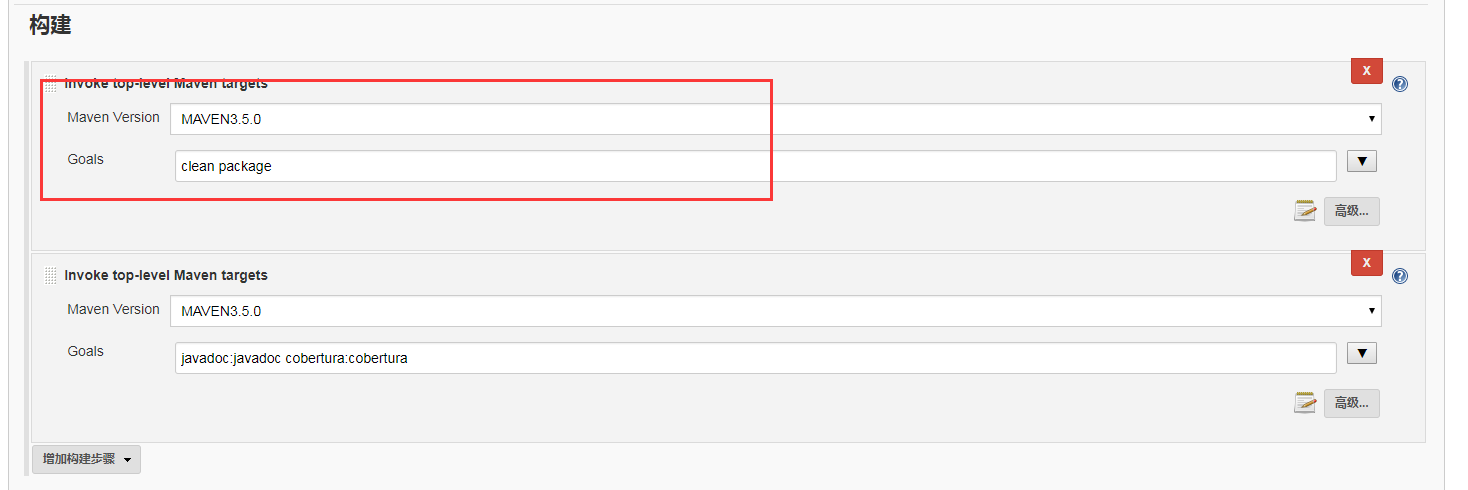 构建
Invoke top-level Maven targets
X
Maven Version
MAVEN3.5.0
Goals
clean package
高级...
Invoke top-level Maven targets
X
Maven Version
MAVEN3.5.0
Goals
javadoc:javadoc cobertura:cobertura
高级...
增加构建步骤